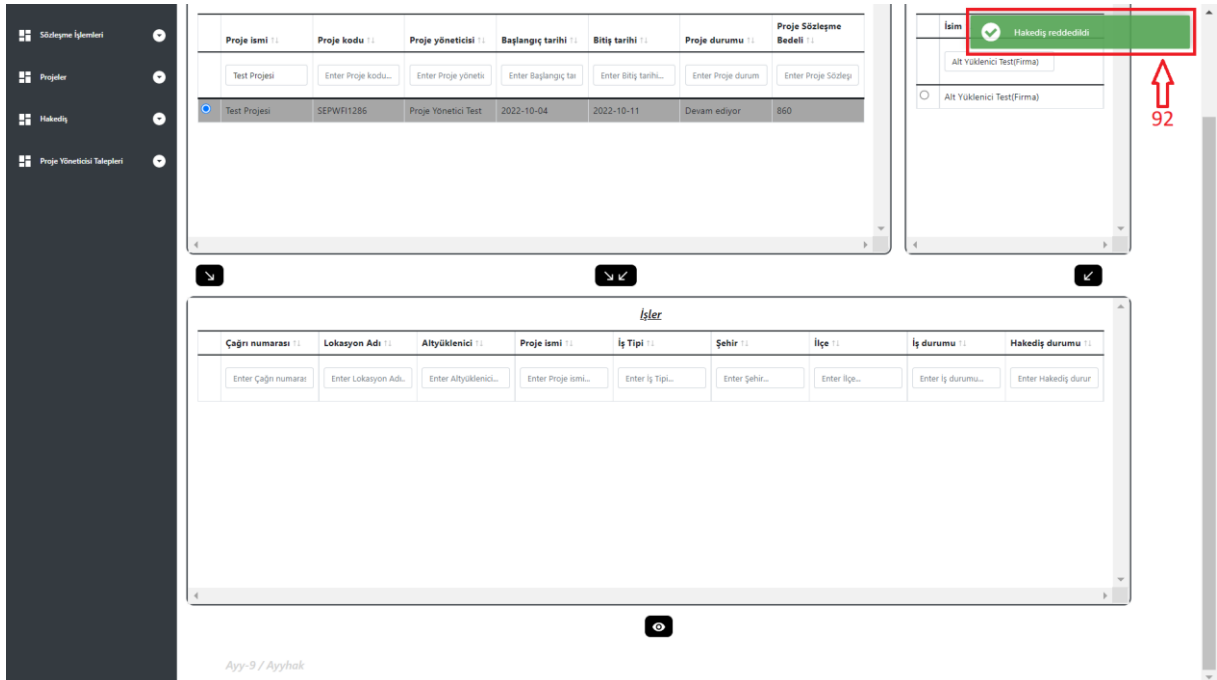 Sözleşme İşlemleri
Projeler
Hakediş
Proje Yöneticisi Talepleri
Proje ismi Proje kodu Proje yöneticisi Başlangıç tarihi Bitiş tarihi Proje durumu Proje Sözleşme Bedeli
Test Projesi Enter Proje kodu... Enter Proje yönetic Enter Başlangıç tar Enter Bitiş tarihi... Enter Proje durum Enter Proje Sözleşı
Test Projesi SEPWFI1286 Proje Yönetici Test 2022-10-04 2022-10-11 Devam ediyor 860
İsim
Hakediş reddedildi
Alt Yüklenici Test(Firma)
Alt Yüklenici Test(Firma)
92
İşler
Çağrı numarası Lokasyon Adı Altyüklenici Proje ismi İş Tipi Şehir İlçe İş durumu Hakediş durumu
Enter Çağrı numaras Enter Lokasyon Adı.. Enter Altyüklenici... Enter Proje ismi... Enter İş Tipi... Enter Şehir... Enter İlçe... Enter İş durumu... Enter Hakediş durur
Ayy-9 / Ayyhak